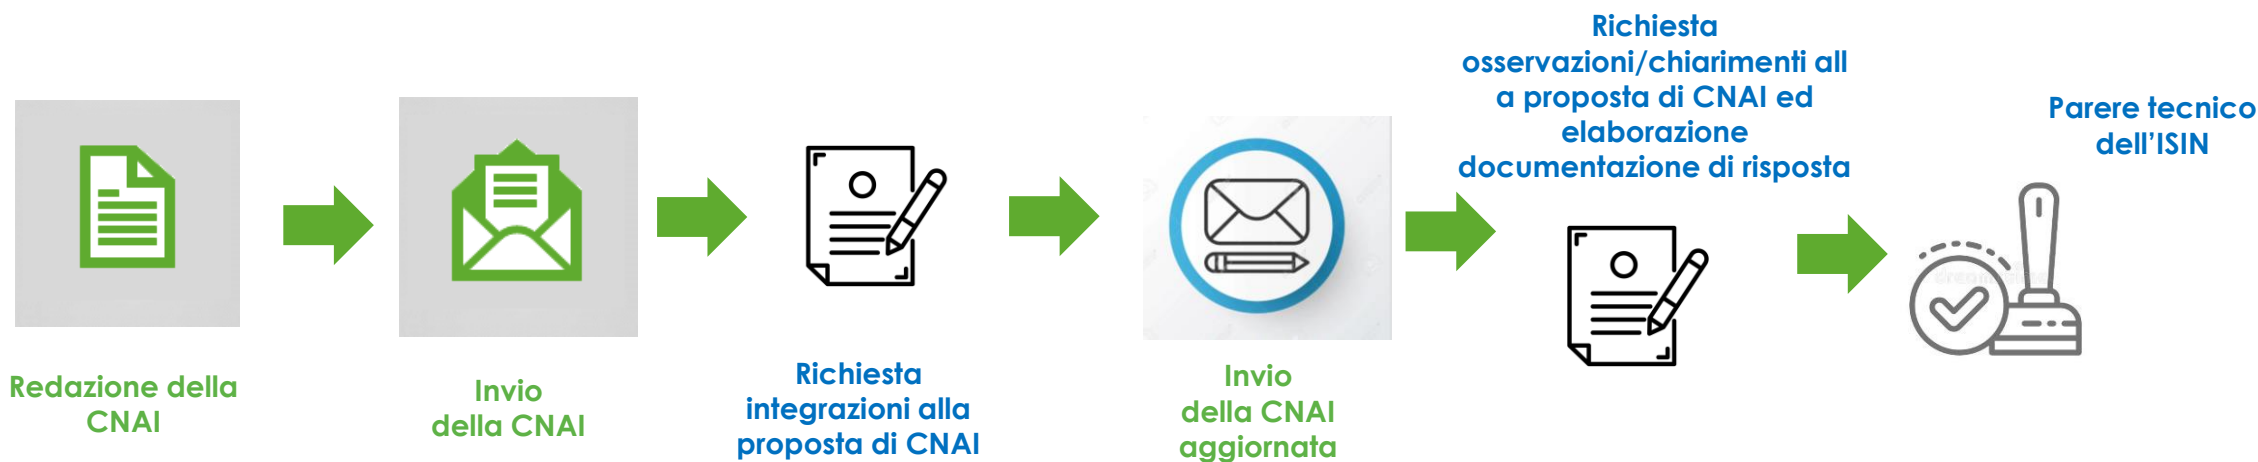 Redazione della
CNAI
Invio
della CNAI
Richiesta
integrazioni alla
proposta di CNAI
Invio
della CNAI
aggiornata
Richiesta
osservazioni/chiarimenti all
a proposta di CNAI ed
elaborazione
documentazione di risposta
Parere tecnico
dell’ISIN